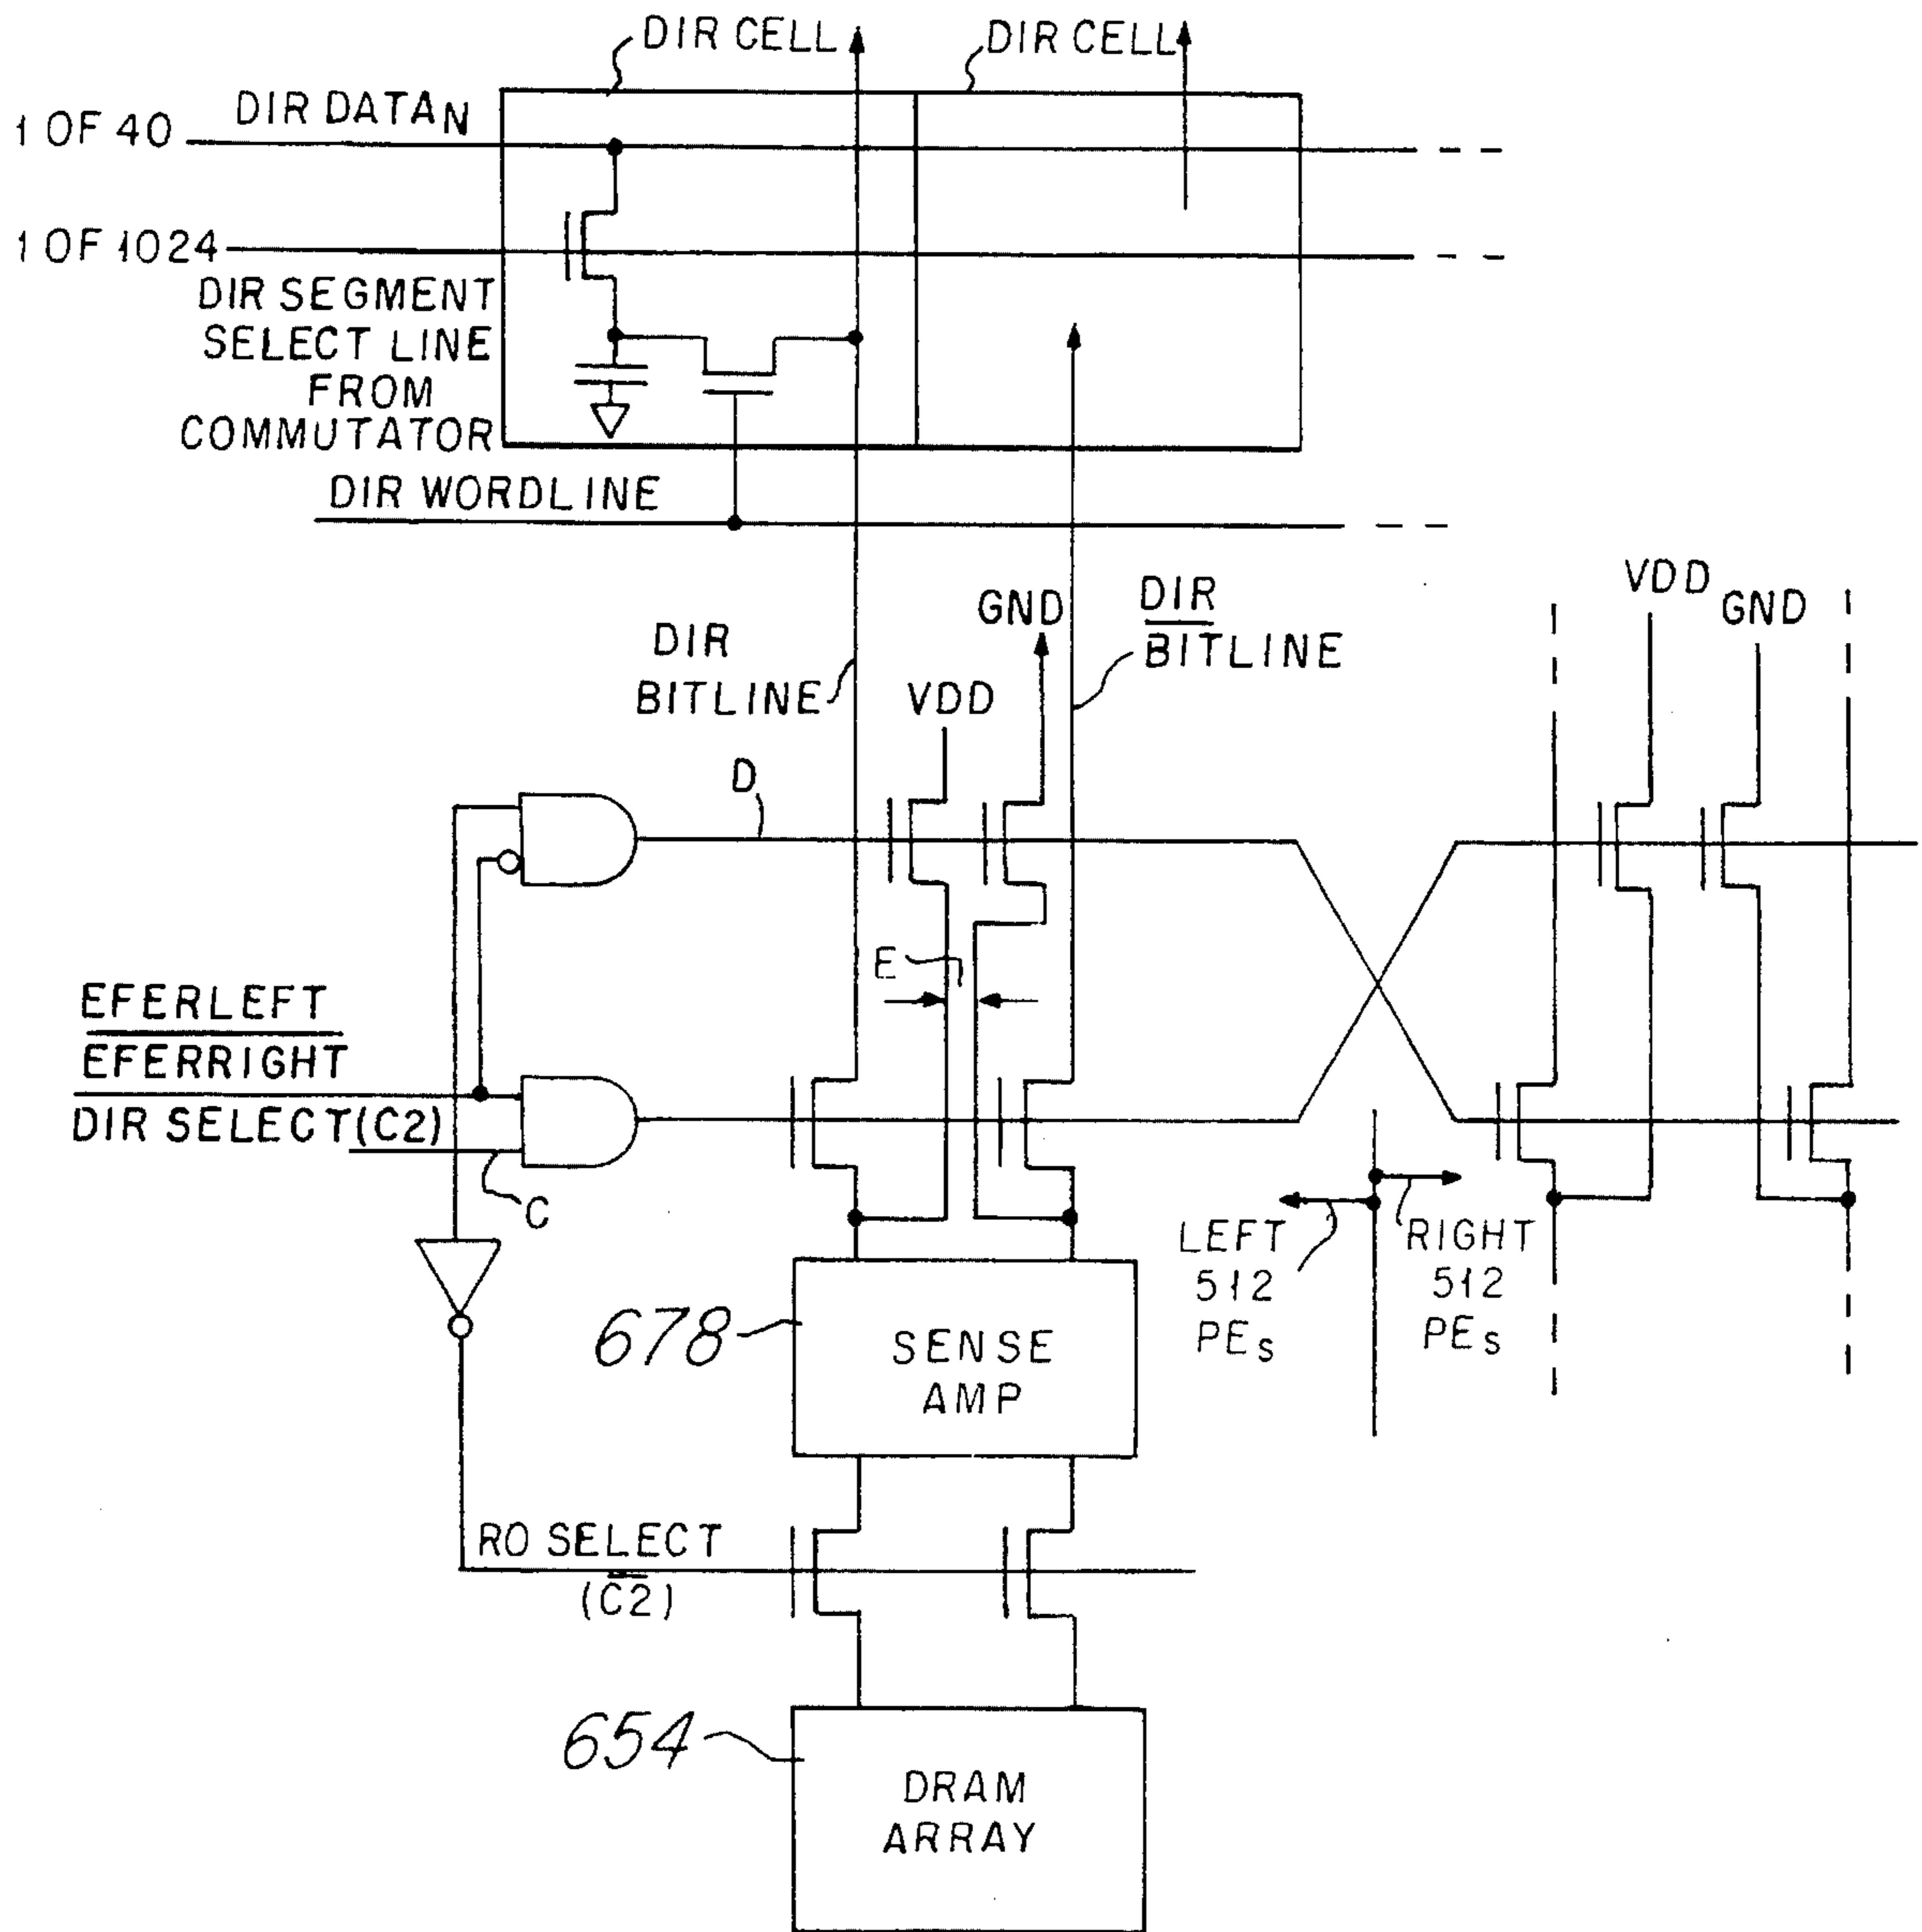 DIR CELL
DIR CELL
1 OF 40
DIR DATAN
1 OF 1024
DIR SEGMENT
SELECT LINE
FROM
COMMUTATOR
DIR WORDLINE
DIR
BITLINE
VDD
GND
DIR
BITLINE
VDD
GND
D
E
EFERLEFT
EFERRIGHT
DIR SELECT(C2)
C
LEFT
512
PEs
RIGHT
512
PEs
678
SENSE
AMP
RO SELECT
(C2)
654
DRAM
ARRAY